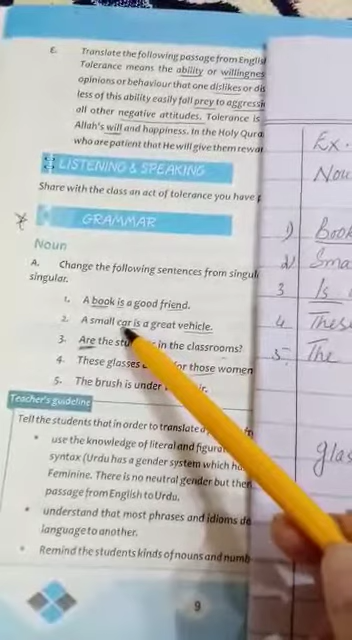 E. Translate the following passage from Englis
Tolerance means the ability or willingnes
opinions or behaviour that one dislikes or dis
less of this ability easily fall prey to aggressi
all other negative attitudes. Tolerance is
Allah's will and happiness. In the Holy Qura
who are patient that He will give them rewar
LISTENING & SPEAKING
Share with the class an act of tolerance you have
GRAMMAR
Noun
A. Change the following sentences from singul
singular.
1. A book is a good friend.
2. A small car is a great vehicle.
3. Are the stu in the classrooms?
4. These glasses for those women
5. The brush is under
Teacher's guideline
Tell the students that in order to translate a
use the knowledge of literal and figura
syntax (Urdu has a gender system which ha
Feminine. There is no neutral gender but then
passage from English to Urdu.
understand that most phrases and idioms do
language to another.
Remind the students kinds of nouns and numb
9
Ex.
Nou
1) Book
2) Sma
3 Is
4 These
5. The
glas